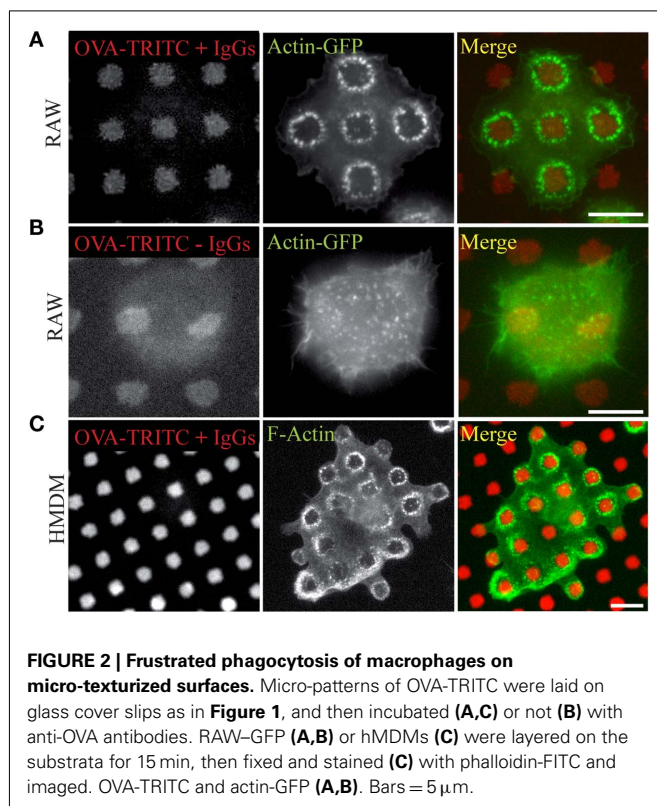 A
OVA-TRITC + IgGs
Actin-GFP
Merge
RAW
B
OVA-TRITC - IgGs
Actin-GFP
Merge
RAW
C
OVA-TRITC + IgGs
F-Actin
Merge
HMDM
FIGURE 2 | Frustrated phagocytosis of macrophages on
micro-texturized surfaces. Micro-patterns of OVA-TRITC were laid on
glass cover slips as in Figure 1, and then incubated (A,C) or not (B) with
anti-OVA antibodies. RAW–GFP (A,B) or hMDMs (C) were layered on the
substrata for 15 min, then fixed and stained (C) with phalloidin-FITC and
imaged. OVA-TRITC and actin-GFP (A,B). Bars = 5 μm.